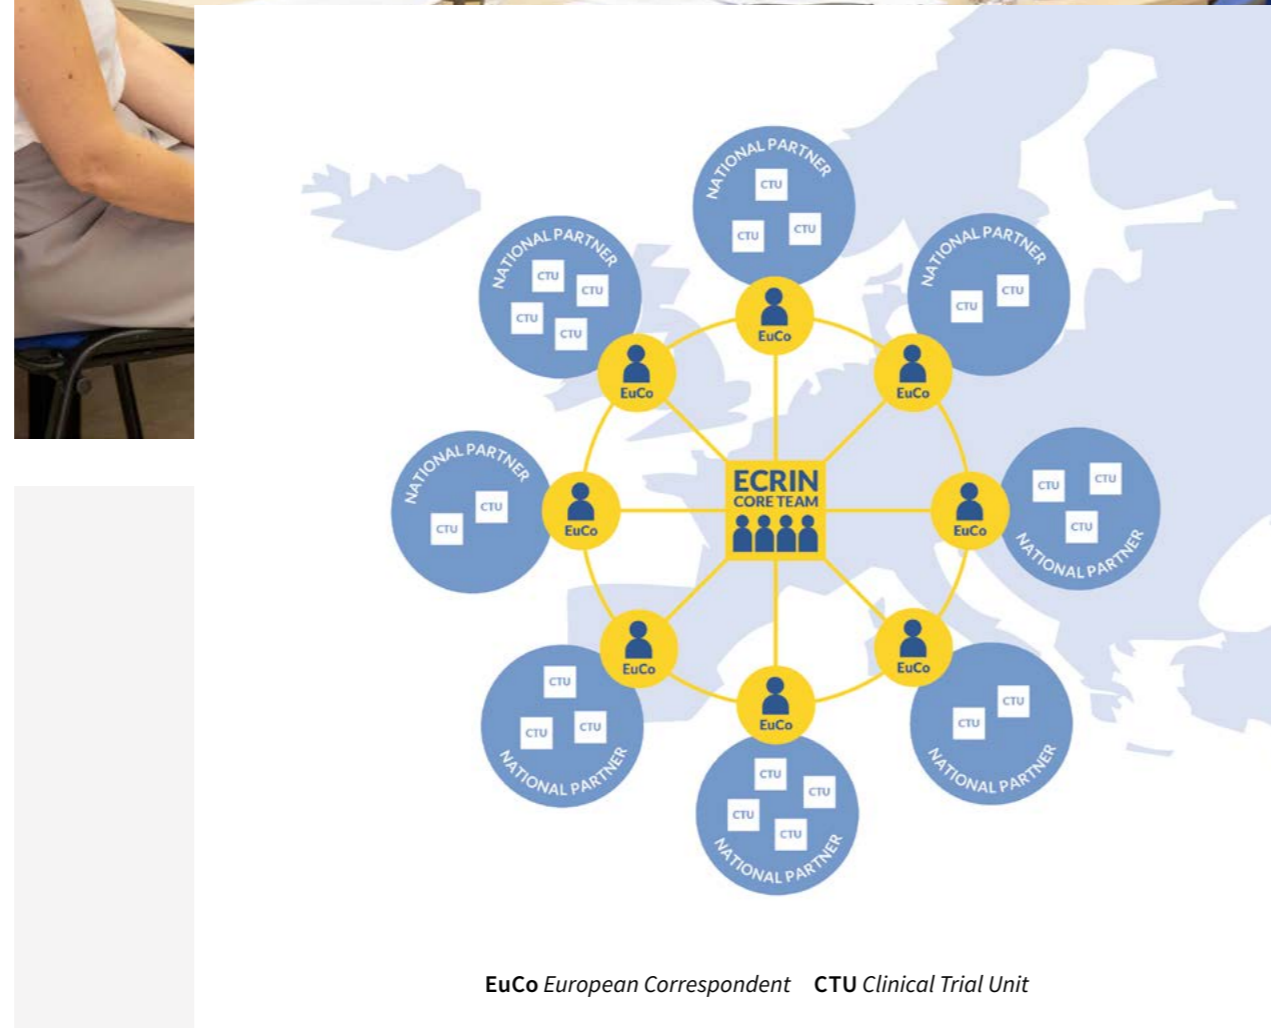 NATIONAL PARTNER
CTU
CTU
CTU
EuCo
NATIONAL PARTNER
CTU
CTU
CTU
CTU
EuCo
NATIONAL PARTNER
CTU
CTU
EuCo
NATIONAL PARTNER
CTU
CTU
EuCo
ECRIN
CORE TEAM
CTU
CTU
CTU
NATIONAL PARTNER
EuCo
CTU
CTU
CTU
NATIONAL PARTNER
EuCo
CTU
CTU
CTU
CTU
NATIONAL PARTNER
EuCo
CTU
CTU
NATIONAL PARTNER
EuCo
EuCo European Correspondent CTU Clinical Trial Unit